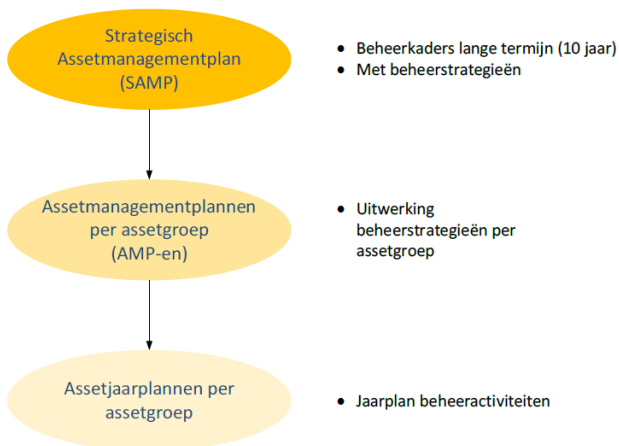 Strategisch
Assetmanagementplan
(SAMP)
• Beheerkaders lange termijn (10 jaar)
• Met beheerstrategieën
Assetmanagementplannen
per assetgroep
(AMP-en)
• Uitwerking
beheerstrategieën per
assetgroep
Assetjaarplannen per
assetgroep
• Jaarplan beheeractiviteiten